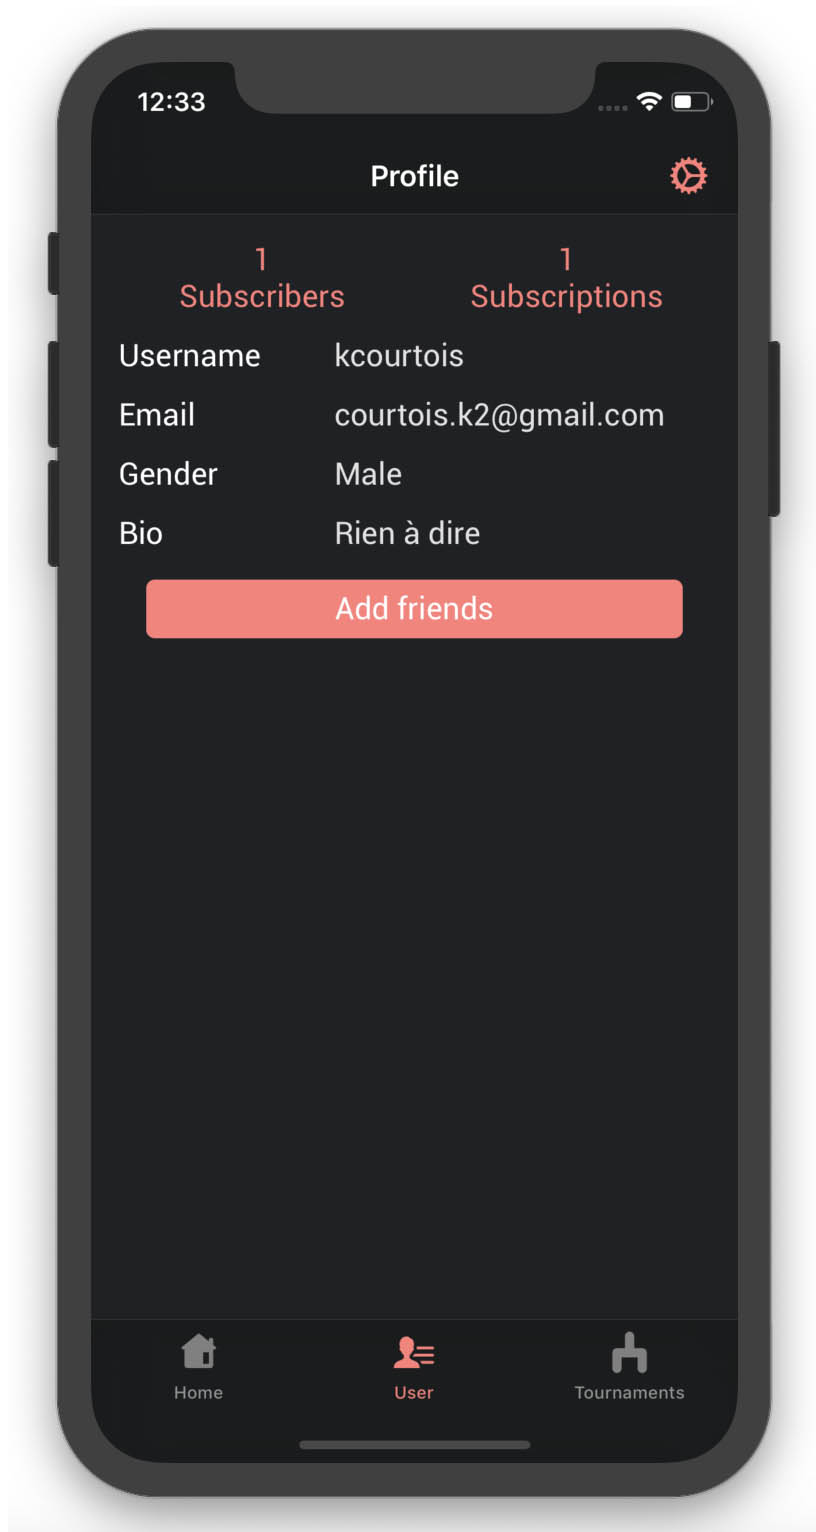 12:33
Profile
1
Subscribers
1
Subscriptions
Username kcourtois
Email courtois.k2@gmail.com
Gender Male
Bio Rien à dire
Add friends
Home
User
Tournaments